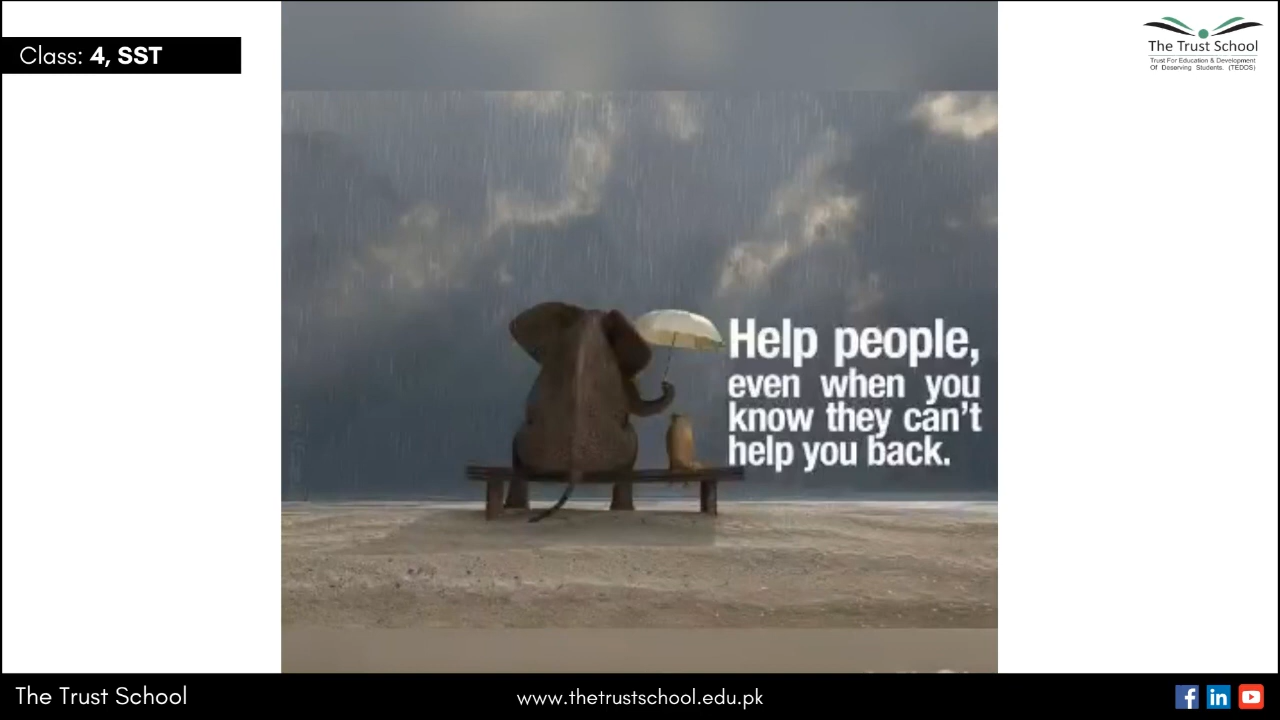 Class: 4, SST
The Trust School
Trust For Education & Development
Of Deserving Students. (TEDDS)
Help people,
even when you
know they can't
help you back.
The Trust School
www.thetrustschool.edu.pk